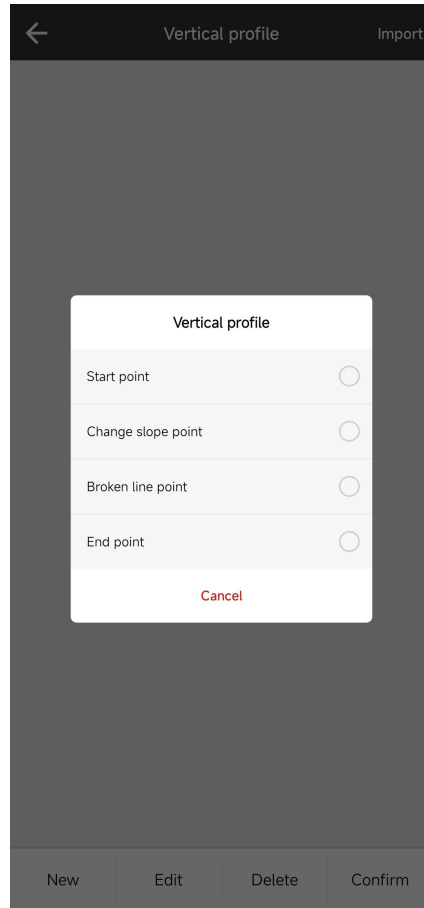 Vertical profile Import
Vertical profile
Start point
Change slope point
Broken line point
End point
Cancel
New Edit Delete Confirm